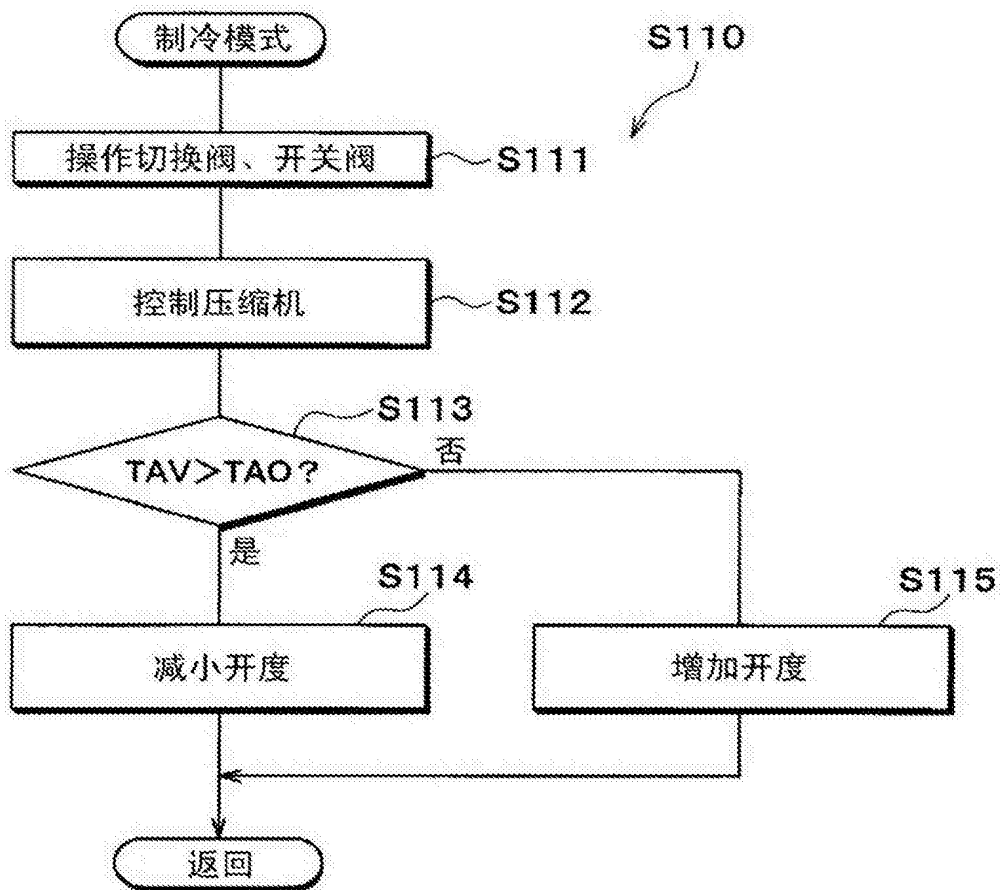 制冷模式
S110
操作切换阀、开关阀
S111
控制压缩机
S112
S113
TAV>TAO?
否
是
S114
减小开度
S115
增加开度
返回